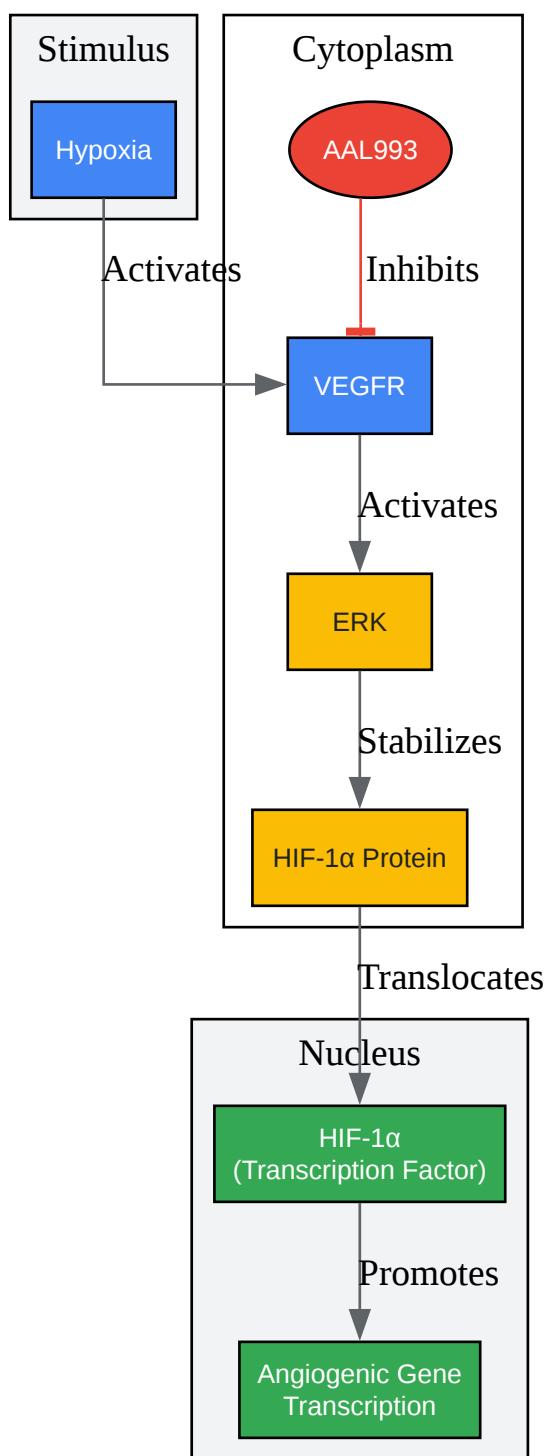 Stimulus
Cytoplasm
Hypoxia
AAL993
Activates
Inhibits
VEGFR
Activates
ERK
Stabilizes
HIF-1α Protein
Translocates
Nucleus
HIF-1α
(Transcription Factor)
Promotes
Angiogenic Gene
Transcription